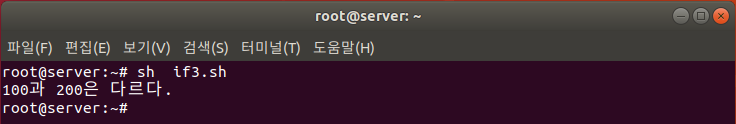 root@server: ~
파일(F) 편집(E) 보기(V) 검색(S) 터미널(T) 도움말(H)
root@server:~# sh  if3.sh
100과 200은 다르다.
root@server:~#